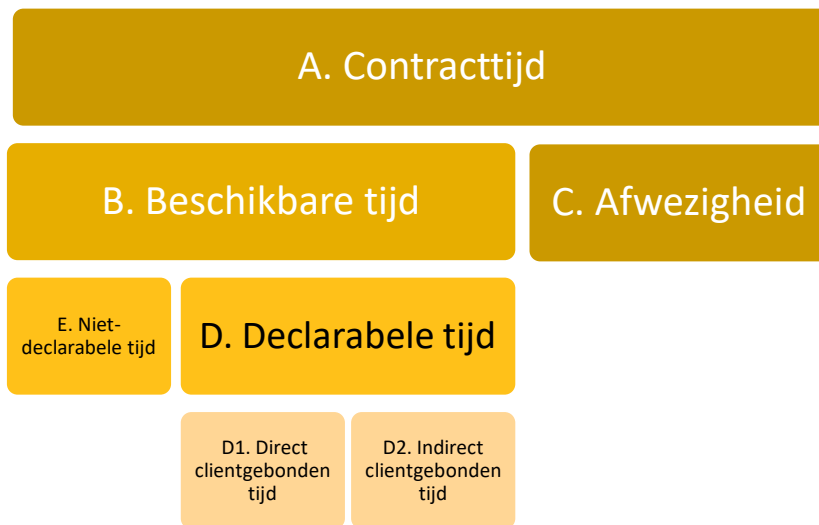 A. Contracttijd
B. Beschikbare tijd
C. Afwezigheid
E. Niet-
declarabele tijd
D. Declarabele tijd
D1. Direct
clientgebonden
tijd
D2. Indirect
clientgebonden
tijd